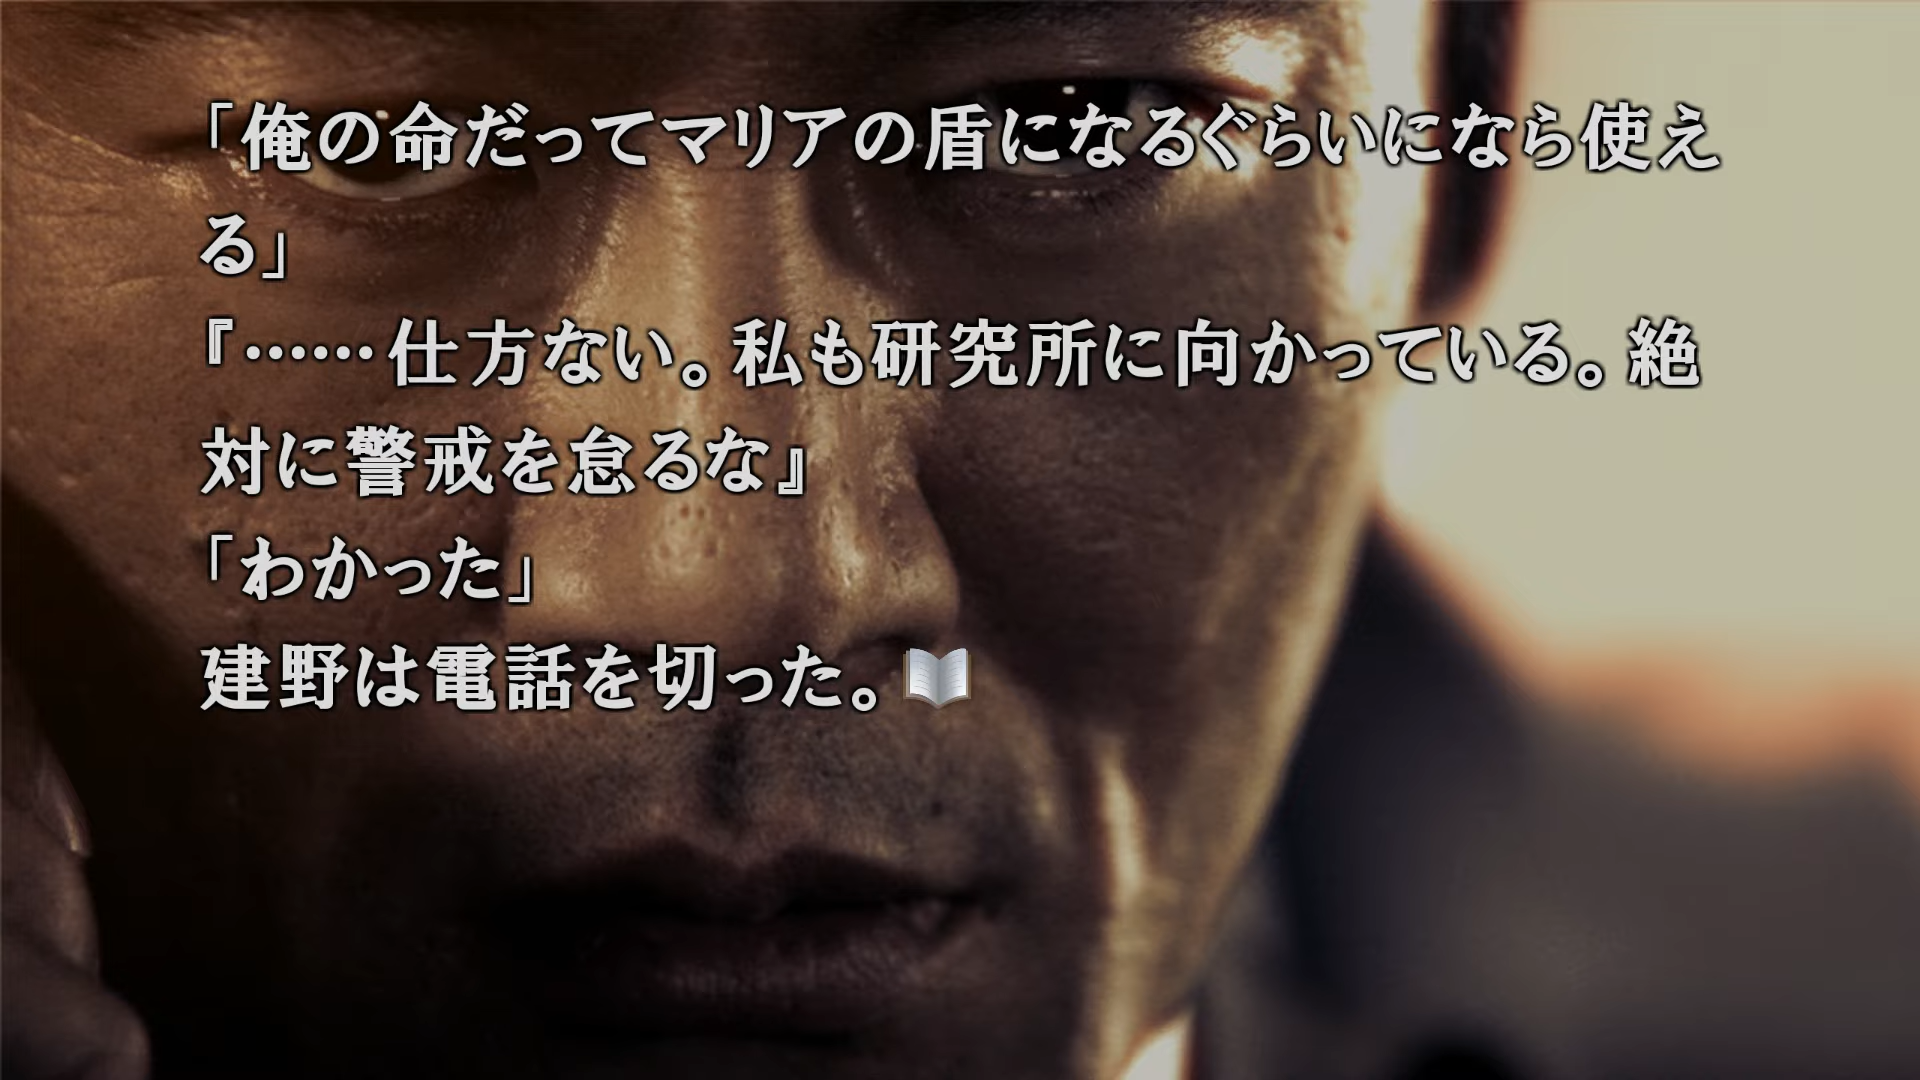 「俺の命だってマリアの盾になるぐらいになら使え
る」
『……仕方ない。私も研究所に向かっている。絶
対に警戒を怠るな』
「わかった」
建野は電話を切った。